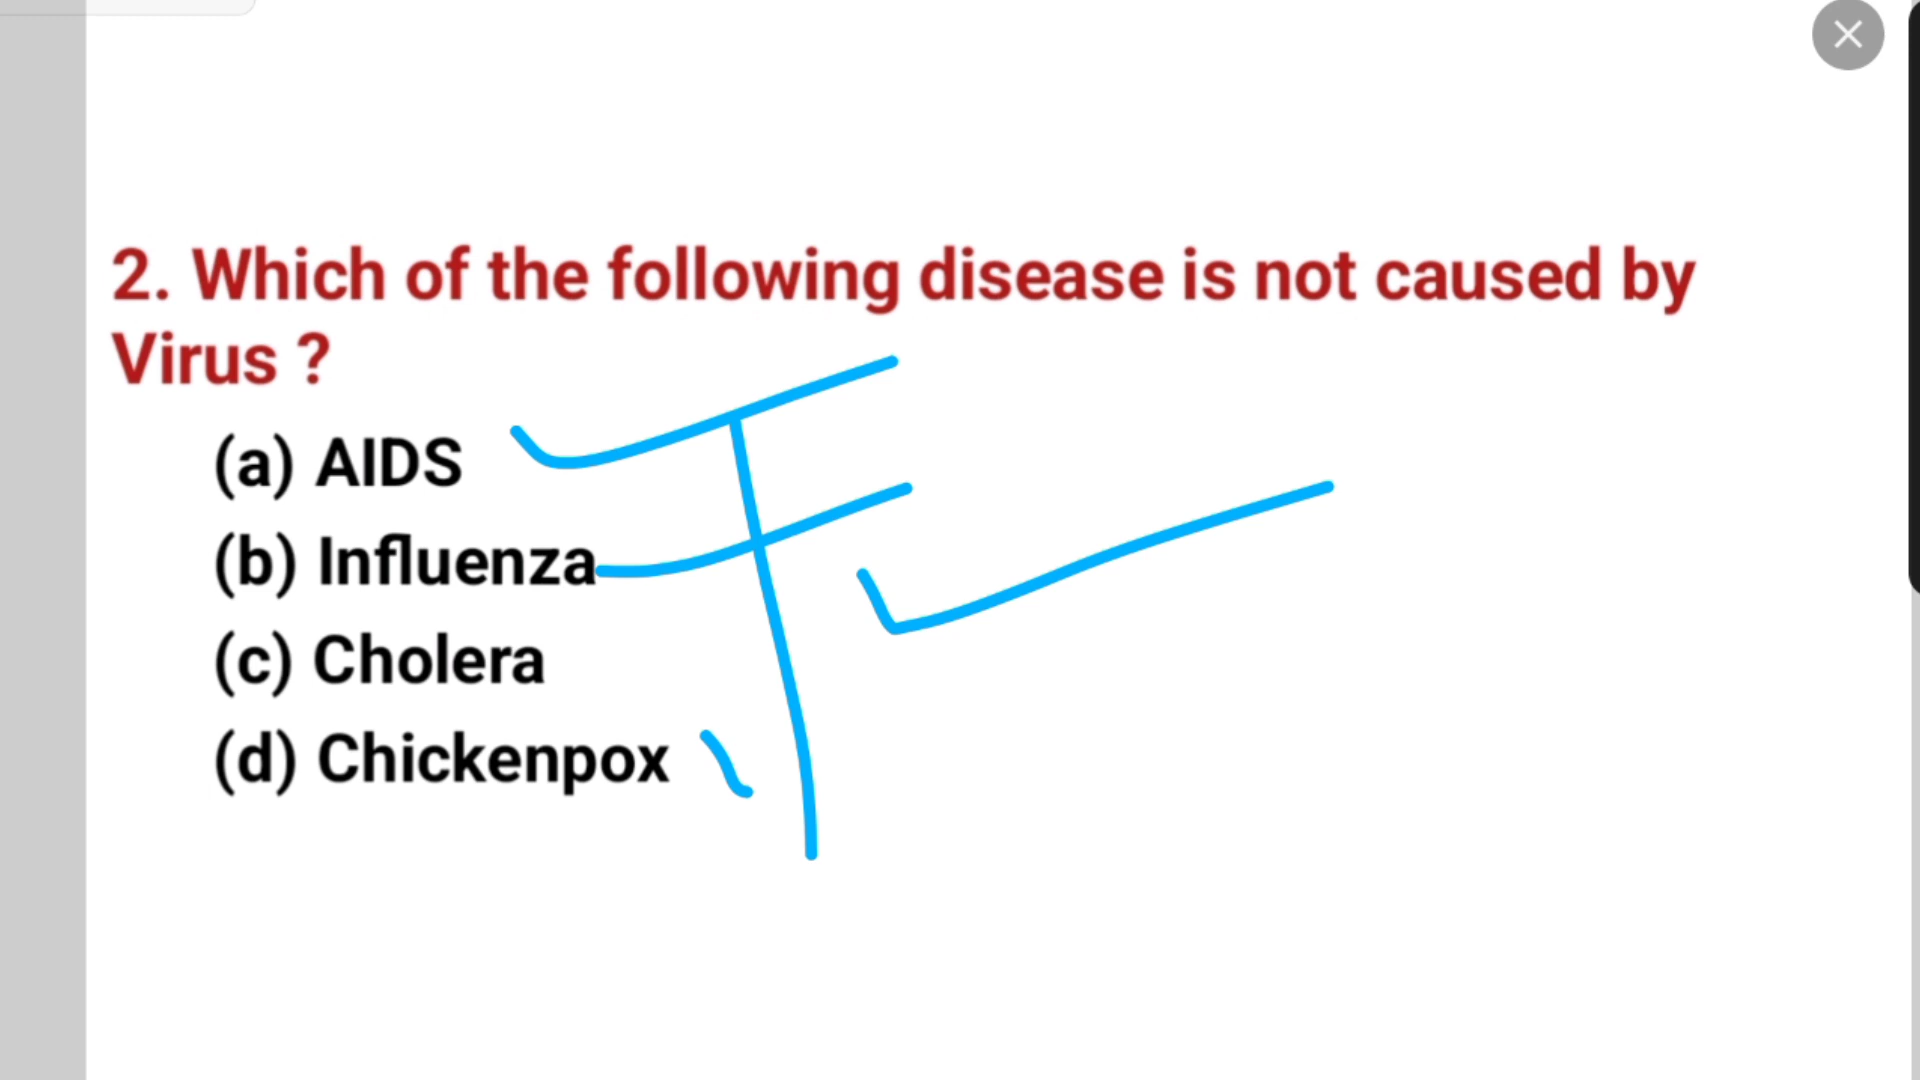 2. Which of the following disease is not caused by
Virus ?
(a) AIDS
(b) Influenza
(c) Cholera
(d) Chickenpox